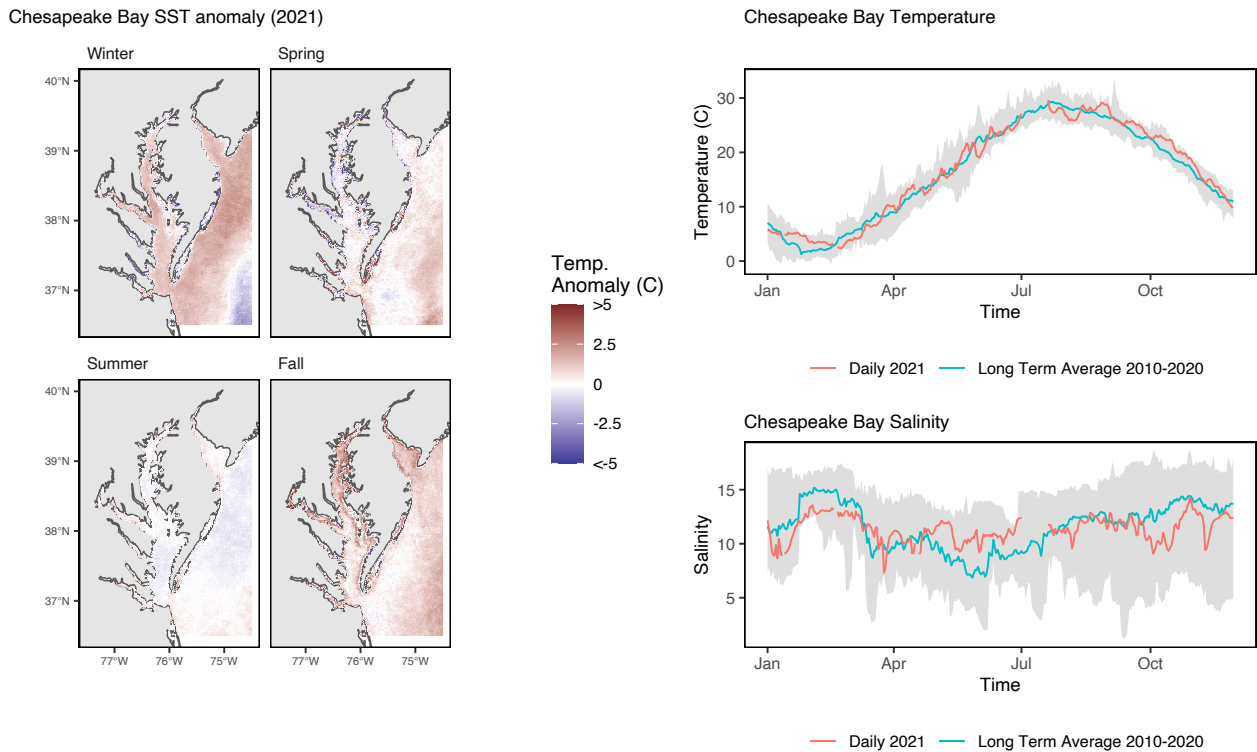 Chesapeake Bay SST anomaly (2021)
Winter
Spring
40°N
39°N
38°N
37°N
Summer
Fall
40°N
39°N
38°N
37°N
77°W
76°W
75°W
77°W
76°W
75°W
Temp.
Anomaly (C)
>5
2.5
0
-2.5
<-5
Chesapeake Bay Temperature
Temperature (C)
30
20
10
0
Jan
Apr
Jul
Oct
Time
Daily 2021
Long Term Average 2010-2020
Chesapeake Bay Salinity
Salinity
15
10
5
Jan
Apr
Jul
Oct
Time
Daily 2021
Long Term Average 2010-2020